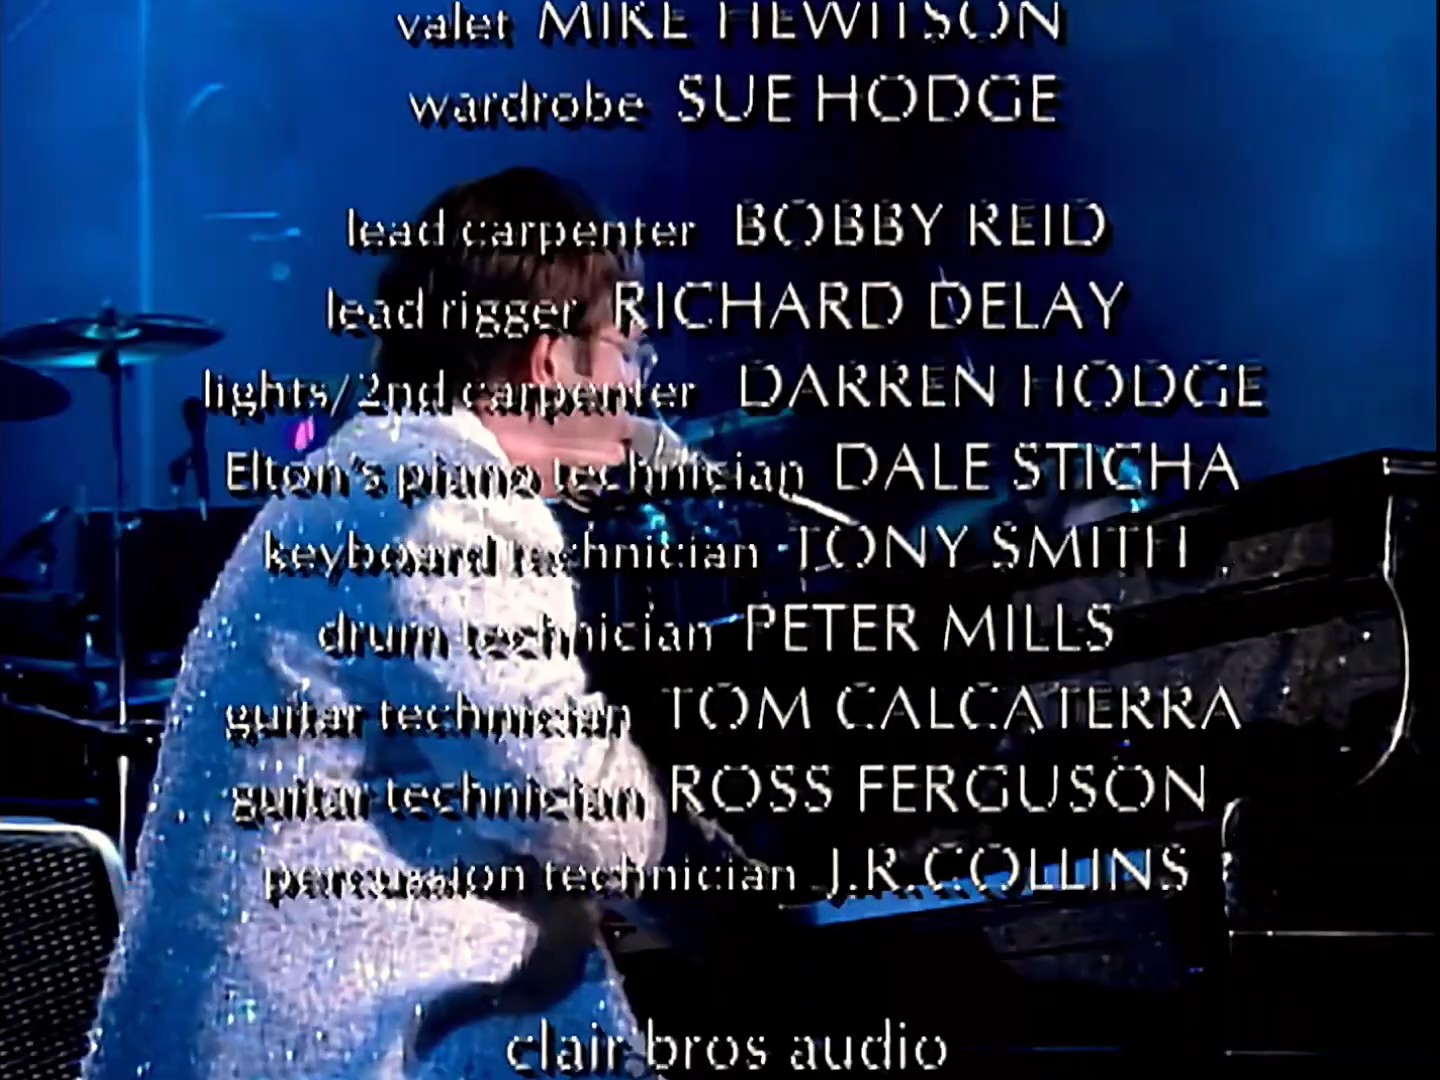 valet MIKE HEWITSON
wardrobe SUE HODGE
lead carpenter BOBBY REID
lead rigger RICHARD DELAY
lights/2nd carpenter DARREN HODGE
Elton's piano technician DALE STICHA
keyboard technician TONY SMITH
drum technician PETER MILLS
guitar technician TOM CALCATERRA
guitar technician ROSS FERGUSON
percussion technician J.R.COLLINS
clair bros audio